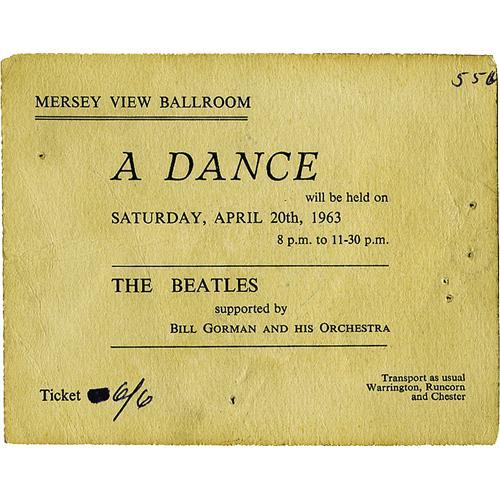 MERSEY VIEW BALLROOM
A DANCE
will be held on
SATURDAY, APRIL 20th, 1963
8 p.m. to 11-30 p.m.
THE BEATLES
supported by
BILL GORMAN AND HIS ORCHESTRA
Ticket 6/6
Transport as usual
Warrington, Runcorn
and Chester